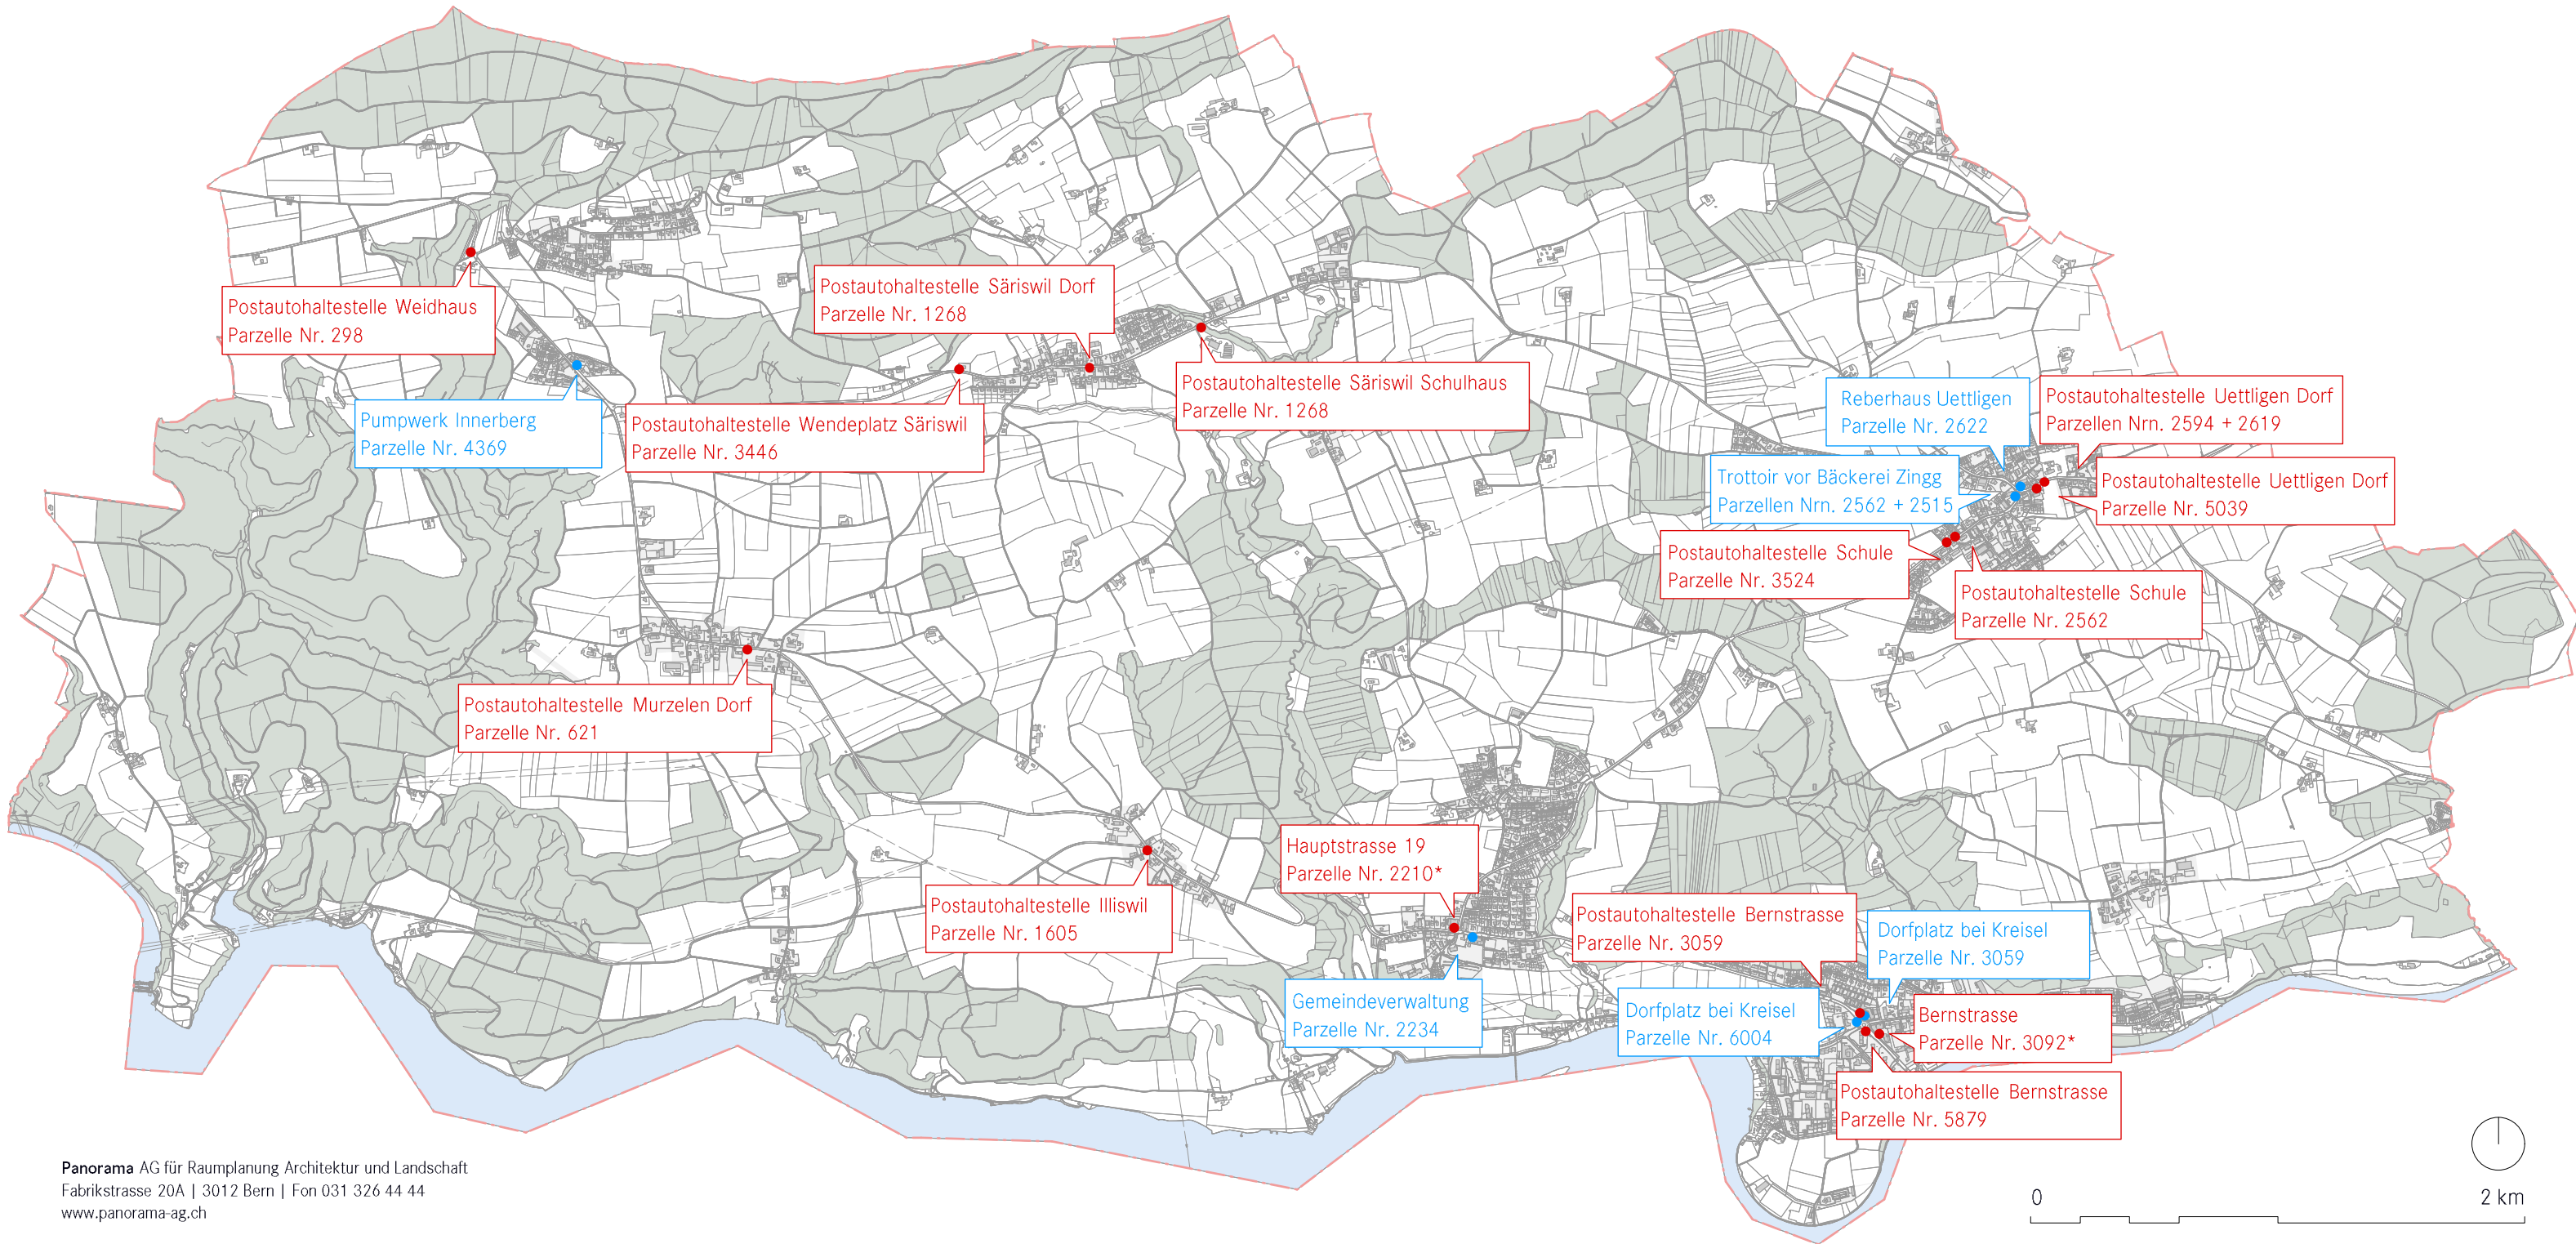 Postautohaltestelle Weidhaus
Parzelle Nr. 298
Postautohaltestelle Säriswil Dorf
Parzelle Nr. 1268
Postautohaltestelle Säriswil Schulhaus
Parzelle Nr. 1268
Pumpwerk Innerberg
Parzelle Nr. 4369
Postautohaltestelle Wendeplatz Säriswil
Parzelle Nr. 3446
Reberhaus Uettligen
Parzelle Nr. 2622
Postautohaltestelle Uettligen Dorf
Parzellen Nrn. 2594 + 2619
Trottoir vor Bäckerei Zingg
Parzellen Nrn. 2562 + 2515
Postautohaltestelle Uettligen Dorf
Parzelle Nr. 5039
Postautohaltestelle Schule
Parzelle Nr. 3524
Postautohaltestelle Schule
Parzelle Nr. 2562
Postautohaltestelle Murzelen Dorf
Parzelle Nr. 621
Hauptstrasse 19
Parzelle Nr. 2210*
Postautohaltestelle Illiswil
Parzelle Nr. 1605
Postautohaltestelle Bernstrasse
Parzelle Nr. 3059
Dorfplatz bei Kreisel
Parzelle Nr. 3059
Gemeindeverwaltung
Parzelle Nr. 2234
Dorfplatz bei Kreisel
Parzelle Nr. 6004
Bernstrasse
Parzelle Nr. 3092*
Postautohaltestelle Bernstrasse
Parzelle Nr. 5879
Panorama AG für Raumplanung Architektur und Landschaft
Fabrikstrasse 20A | 3012 Bern | Fon 031 326 44 44
www.panorama-ag.ch
0 2 km